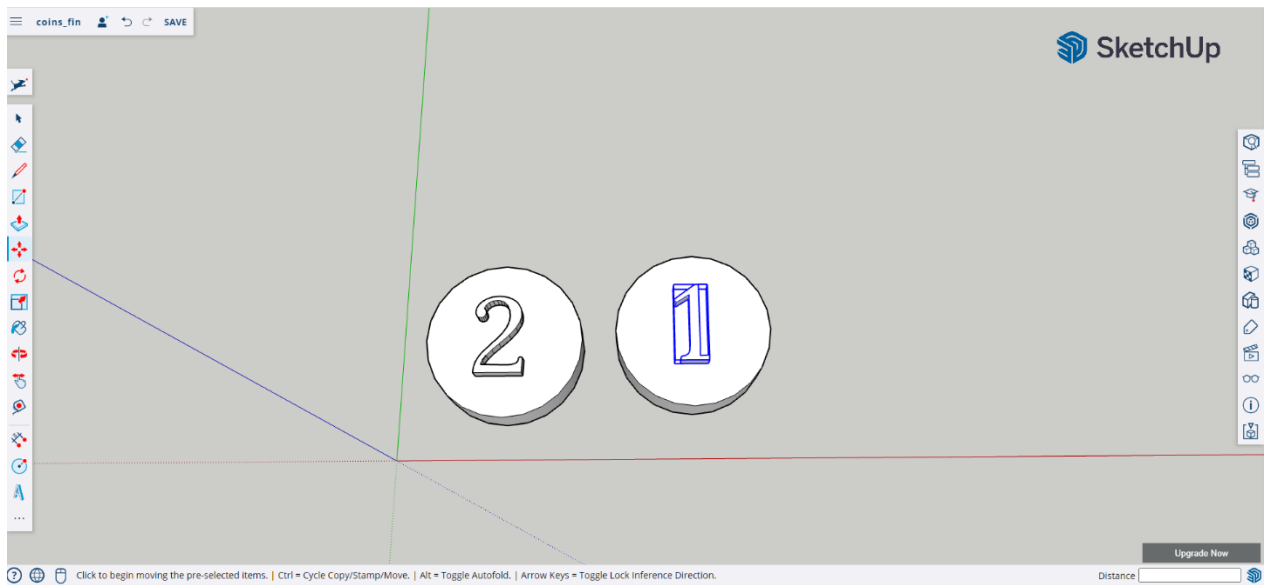 coins_fin SAVE
SketchUp
2 1
Upgrade Now
Click to begin moving the pre-selected items. | Ctrl = Cycle Copy/Stamp/Move. | Alt = Toggle Autofold. | Arrow Keys = Toggle Lock Inference Direction. Distance